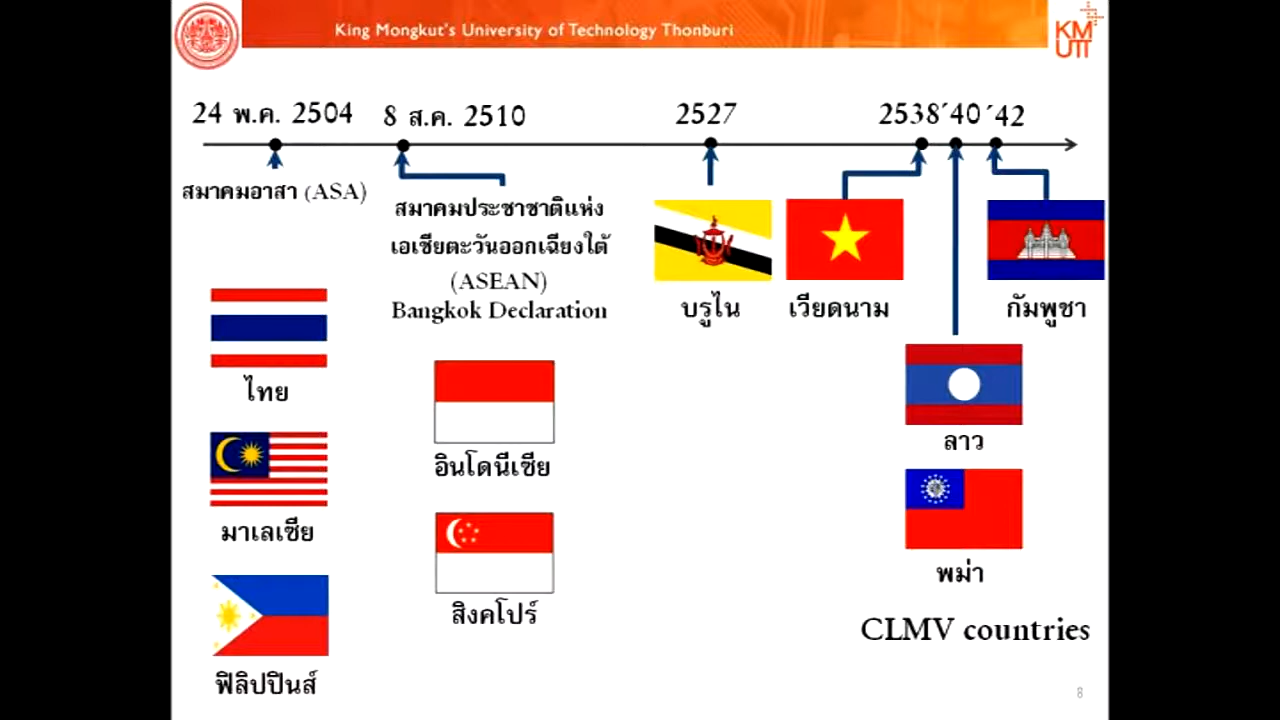 King Mongkut's University of Technology Thonburi
KM
UTT
24 พ.ค. 2504
8 ส.ค. 2510
2527
2538
´40
´42
สมาคมอาสา (ASA)
สมาคมประชาชาติแห่ง
เอเชียตะวันออกเฉียงใต้
(ASEAN)
Bangkok Declaration
บรูไน
เวียดนาม
กัมพูชา
ไทย
อินโดนีเซีย
ลาว
มาเลเซีย
พม่า
สิงคโปร์
CLMV countries
ฟิลิปปินส์
8